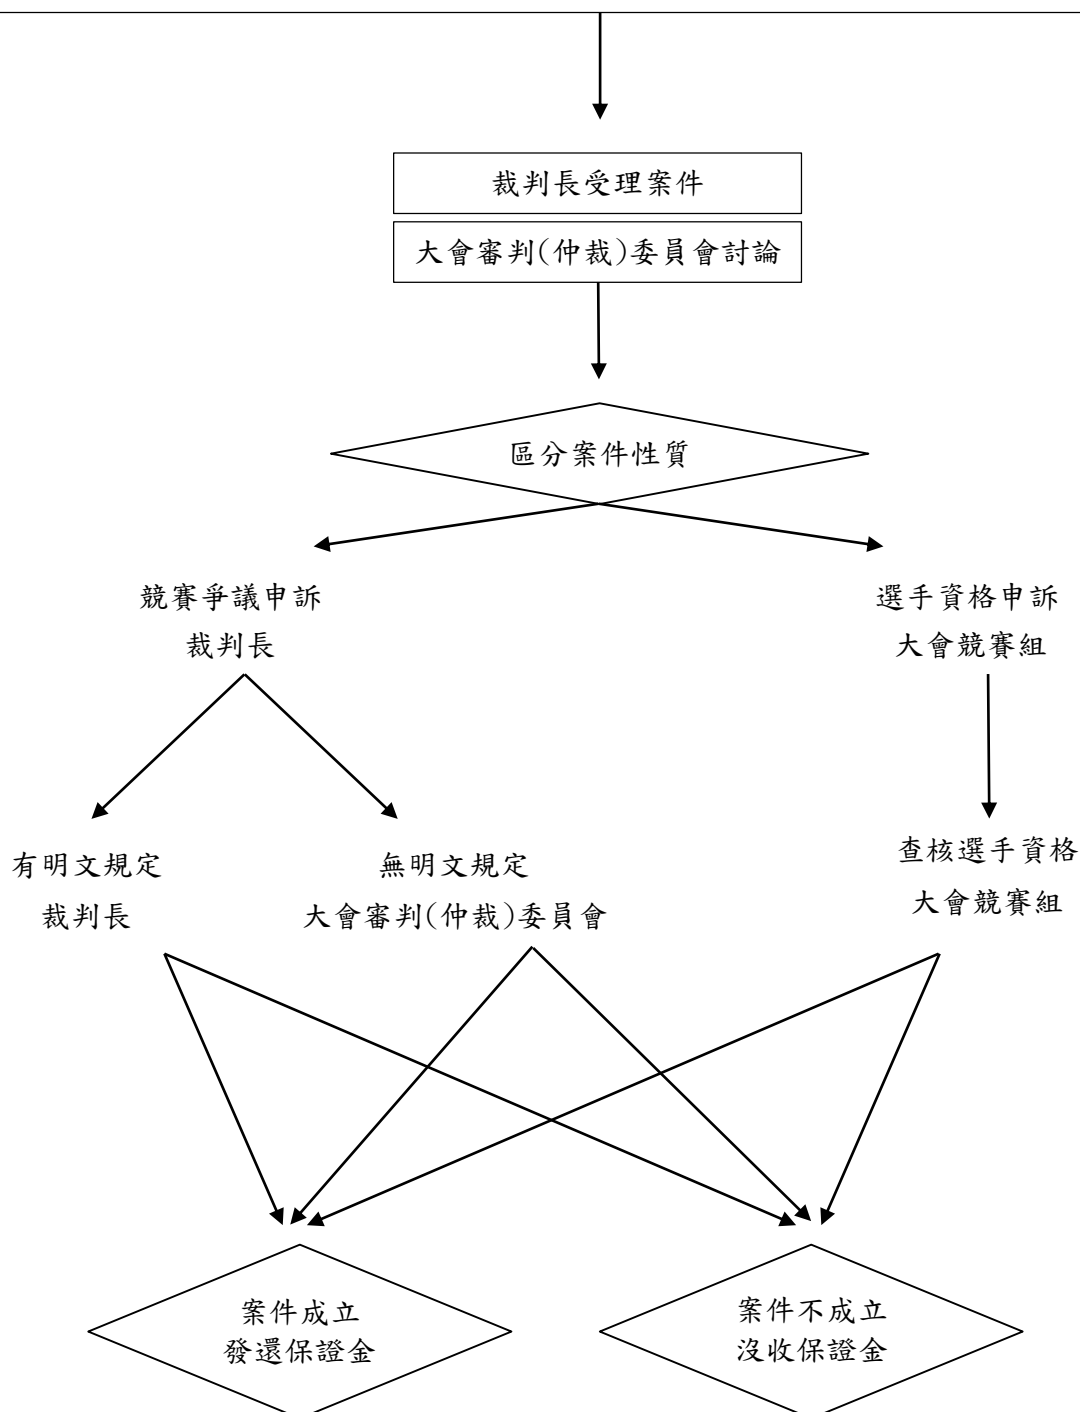 裁判長受理案件
大會審判(仲裁)委員會討論
區分案件性質
競賽爭議申訴
裁判長
選手資格申訴
大會競賽組
有明文規定
裁判長
無明文規定
大會審判(仲裁)委員會
查核選手資格
大會競賽組
案件成立
發還保證金
案件不成立
沒收保證金